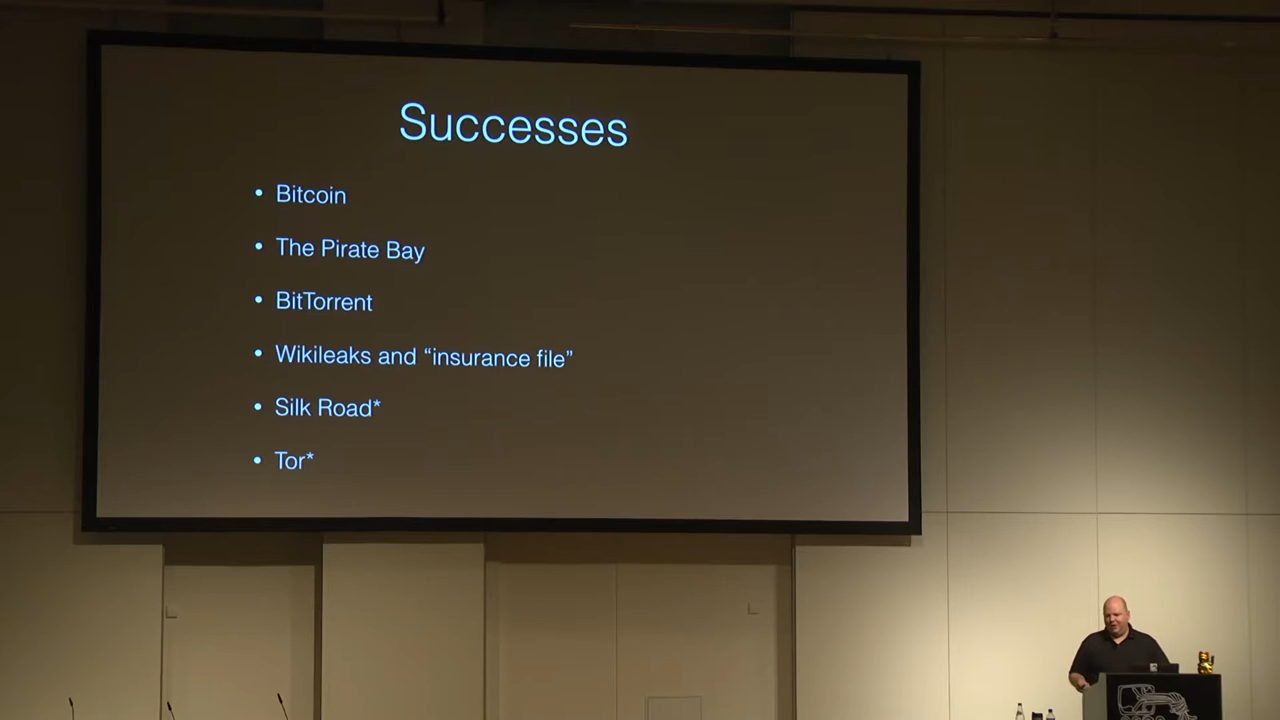 Successes
• Bitcoin
• The Pirate Bay
• BitTorrent
• Wikileaks and “insurance file”
• Silk Road*
• Tor*